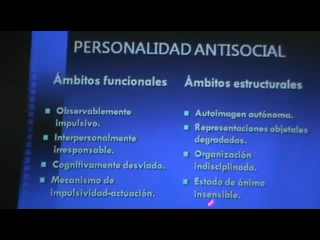 PERSONALIDAD ANTISOCIAL
Ámbitos funcionales
Observablemente
impulsivo.
Interpersonalmente
irresponsable.
Cognitivamente desviado.
Mecanismo de
impulsividad-actuación.
Ámbitos estructurales
Autoimagen autónoma.
Representaciones objetales
degradadas.
Organización
indisciplinada.
Estado de ánimo
insensible.